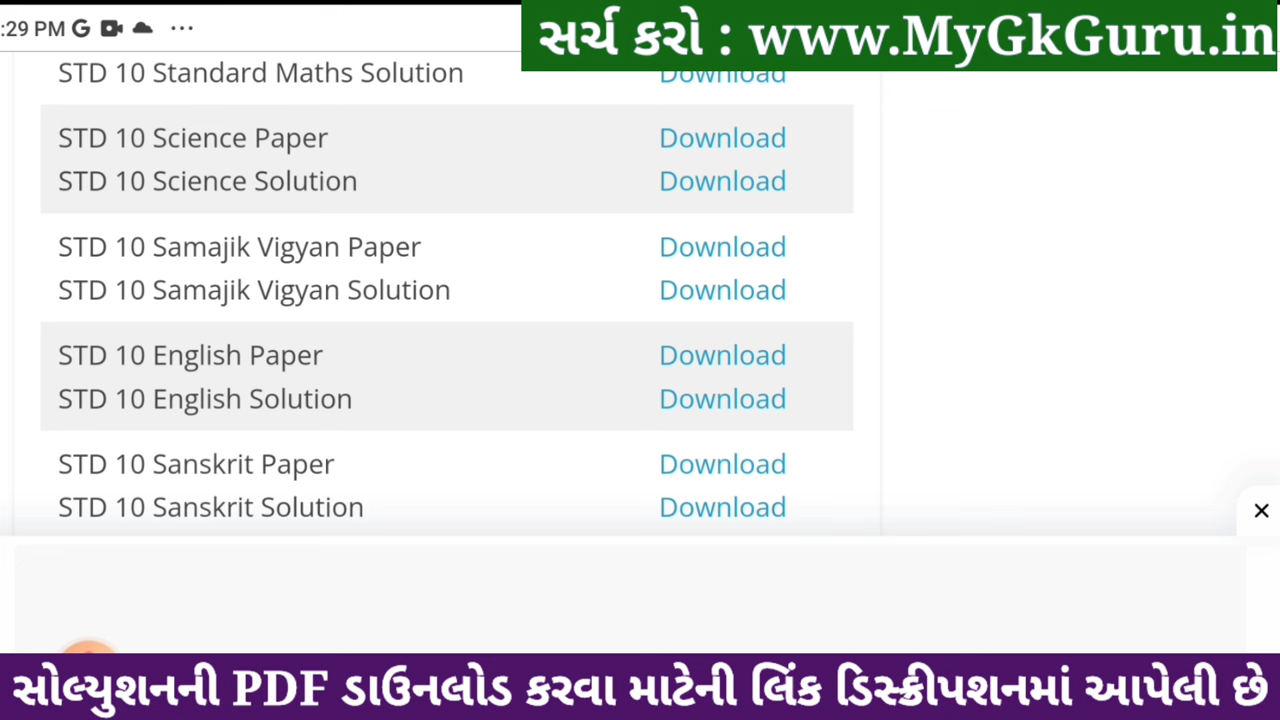 :29 PM G ...
સર્ચ કરો : www.MyGkGuru.in
STD 10 Standard Maths Solution Download
STD 10 Science Paper Download
STD 10 Science Solution Download
STD 10 Samajik Vigyan Paper Download
STD 10 Samajik Vigyan Solution Download
STD 10 English Paper Download
STD 10 English Solution Download
STD 10 Sanskrit Paper Download
STD 10 Sanskrit Solution Download
સોલ્યુશનની PDF ડાઉનલોડ કરવા માટેની લિંક ડિસ્ક્રીપશનમાં આપેલી છે